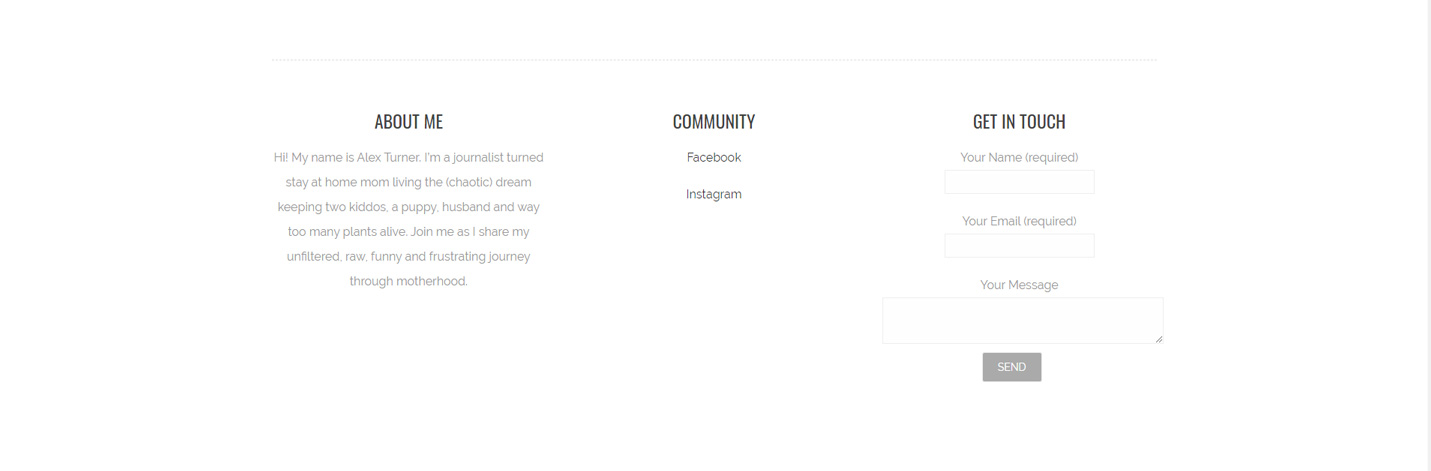 ABOUT ME
Hi! My name is Alex Turner. I'm a journalist turned
stay at home mom living the (chaotic) dream
keeping two kiddos, a puppy, husband and way
too many plants alive. Join me as I share my
unfiltered, raw, funny and frustrating journey
through motherhood.
COMMUNITY
Facebook
Instagram
GET IN TOUCH
Your Name (required)
Your Email (required)
Your Message
SEND